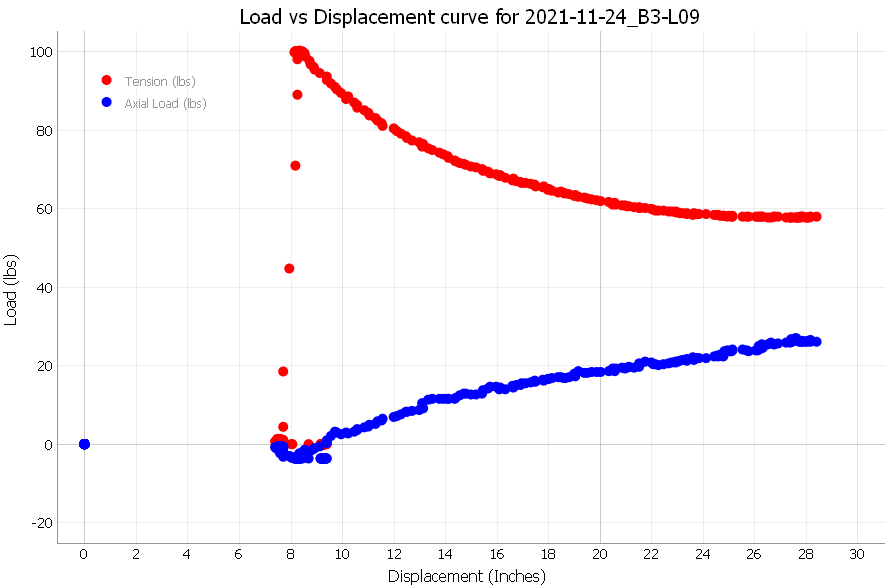 Load vs Displacement curve for 2021-11-24_B3-L09
100
Tension (lbs)
Axial Load (lbs)
80
60
40
20
0
-20
Load (lbs)
0 2 4 6 8 10 12 14 16 18 20 22 24 26 28 30
Displacement (Inches)